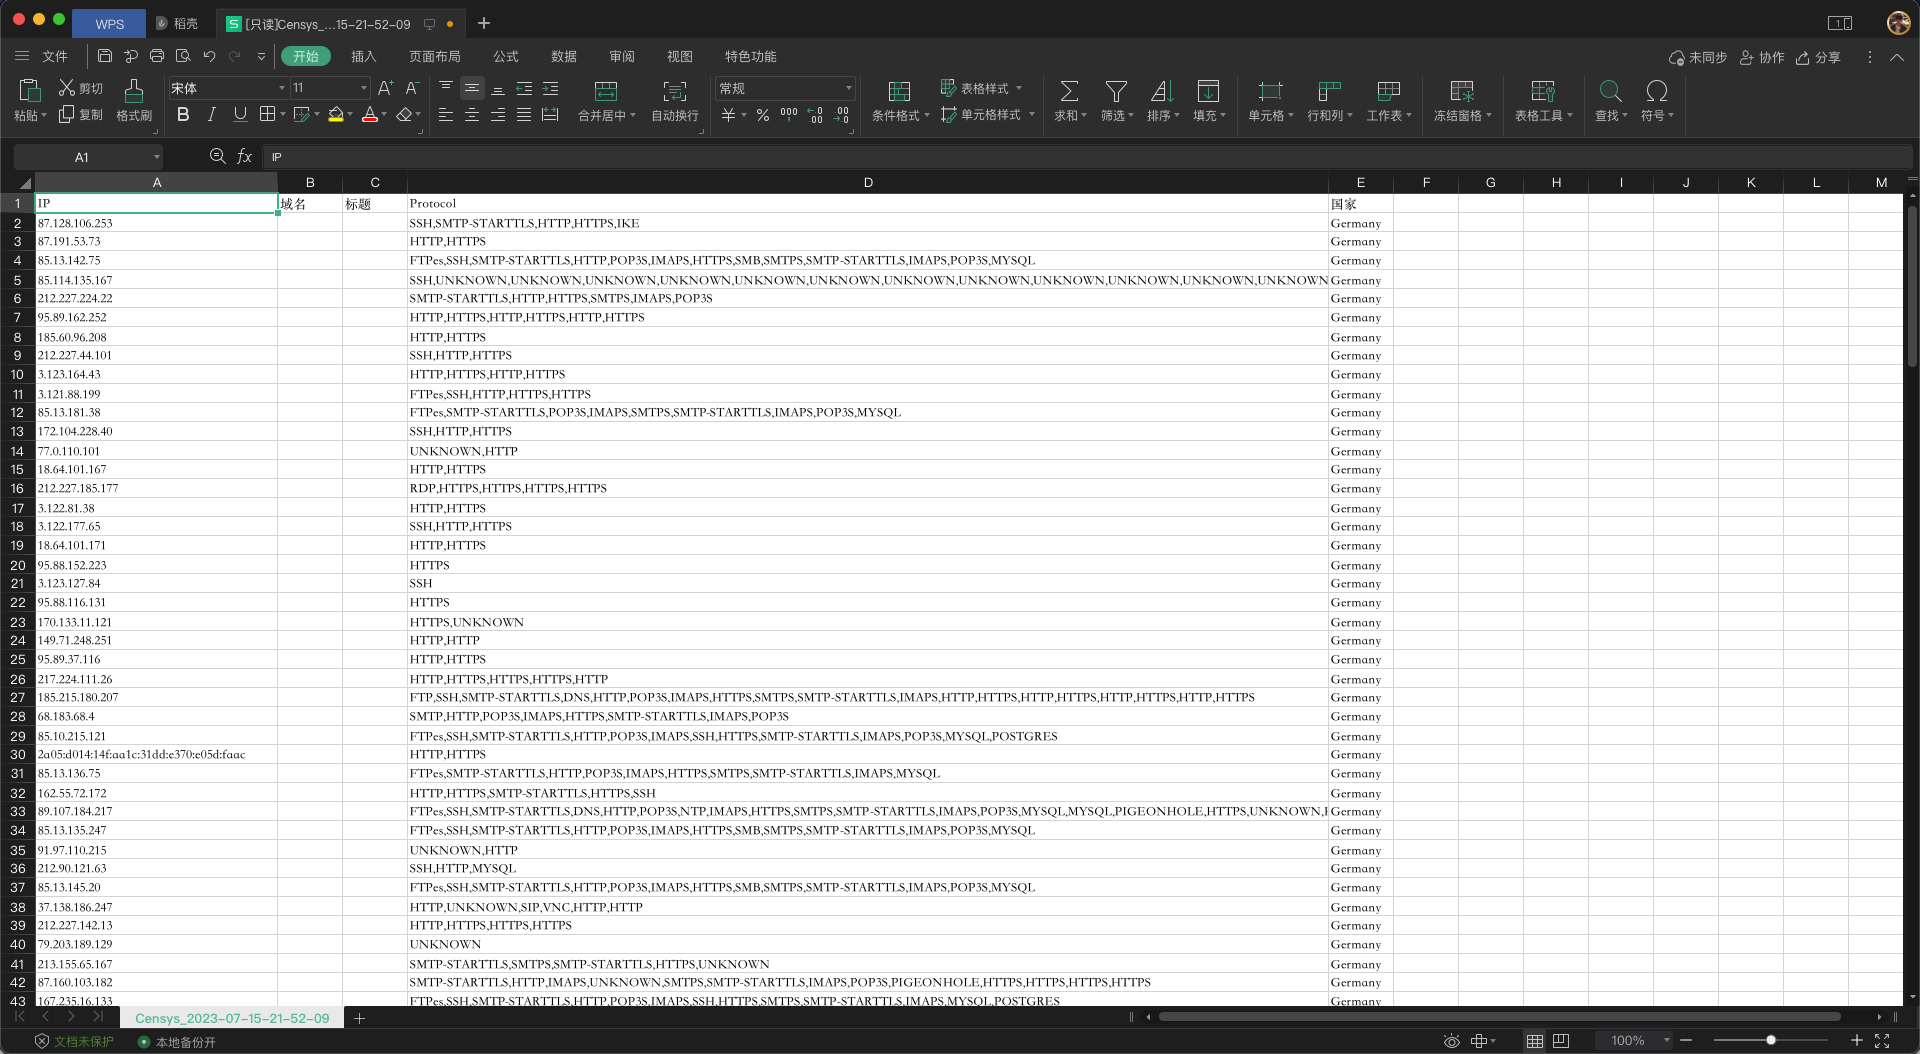 WPS 稻壳 [只读]Censys_...15-21-52-09
文件 开始 插入 页面布局 公式 数据 审阅 视图 特色功能 未同步 协作 分享
剪切 宋体 11 常规 表格样式
粘贴 复制 格式刷 B I U A 合并居中 自动换行 ¥ % 000 条件格式 单元格样式 求和 筛选 排序 填充 单元格 行和列 工作表 冻结窗格 表格工具 查找 符号
A1 fx IP
A B C D E F G H I J K L M
1 IP 域名 标题 Protocol 国家
2 87.128.106.253 SSH,SMTP-STARTTLS,HTTP,HTTPS,IKE Germany
3 87.191.53.73 HTTP,HTTPS Germany
4 85.13.142.75 FTPes,SSH,SMTP-STARTTLS,HTTP,POP3S,IMAPS,HTTPS,SMB,SMTPS,SMTP-STARTTLS,IMAPS,POP3S,MYSQL Germany
5 85.114.135.167 SSH,UNKNOWN,UNKNOWN,UNKNOWN,UNKNOWN,UNKNOWN,UNKNOWN,UNKNOWN,UNKNOWN,UNKNOWN,UNKNOWN,UNKNOWN,UNKNOWN Germany
6 212.227.224.22 SMTP-STARTTLS,HTTP,HTTPS,SMTPS,IMAPS,POP3S Germany
7 95.89.162.252 HTTP,HTTPS,HTTP,HTTPS,HTTP,HTTPS Germany
8 185.60.96.208 HTTP,HTTPS Germany
9 212.227.44.101 SSH,HTTP,HTTPS Germany
10 3.123.164.43 HTTP,HTTPS,HTTP,HTTPS Germany
11 3.121.88.199 FTPes,SSH,HTTP,HTTPS,HTTPS Germany
12 85.13.181.38 FTPes,SMTP-STARTTLS,POP3S,IMAPS,SMTPS,SMTP-STARTTLS,IMAPS,POP3S,MYSQL Germany
13 172.104.228.40 SSH,HTTP,HTTPS Germany
14 77.0.110.101 UNKNOWN,HTTP Germany
15 18.64.101.167 HTTP,HTTPS Germany
16 212.227.185.177 RDP,HTTPS,HTTPS,HTTPS,HTTPS Germany
17 3.122.81.38 HTTP,HTTPS Germany
18 3.122.177.65 SSH,HTTP,HTTPS Germany
19 18.64.101.171 HTTP,HTTPS Germany
20 95.88.152.223 HTTPS Germany
21 3.123.127.84 SSH Germany
22 95.88.116.131 HTTPS Germany
23 170.133.11.121 HTTPS,UNKNOWN Germany
24 149.71.248.251 HTTP,HTTP Germany
25 95.89.37.116 HTTP,HTTPS Germany
26 217.224.111.26 HTTP,HTTPS,HTTPS,HTTPS,HTTP Germany
27 185.215.180.207 FTP,SSH,SMTP-STARTTLS,DNS,HTTP,POP3S,IMAPS,HTTPS,SMTPS,SMTP-STARTTLS,IMAPS,HTTP,HTTPS,HTTP,HTTPS,HTTP,HTTPS,HTTP,HTTPS Germany
28 68.183.68.4 SMTP,HTTP,POP3S,IMAPS,HTTPS,SMTP-STARTTLS,IMAPS,POP3S Germany
29 85.10.215.121 FTPes,SSH,SMTP-STARTTLS,HTTP,POP3S,IMAPS,SSH,HTTPS,SMTP-STARTTLS,IMAPS,POP3S,MYSQL,POSTGRES Germany
30 2a05:d014:14f:aa1c:31dd:e370:e05d:faac HTTP,HTTPS Germany
31 85.13.136.75 FTPes,SMTP-STARTTLS,HTTP,POP3S,IMAPS,HTTPS,SMTPS,SMTP-STARTTLS,IMAPS,MYSQL Germany
32 162.55.72.172 HTTP,HTTPS,SMTP-STARTTLS,HTTPS,SSH Germany
33 89.107.184.217 FTPes,SSH,SMTP-STARTTLS,DNS,HTTP,POP3S,NTP,IMAPS,HTTPS,SMTPS,SMTP-STARTTLS,IMAPS,POP3S,MYSQL,MYSQL,PIGEONHOLE,HTTPS,UNKNOWN, Germany
34 85.13.135.247 FTPes,SSH,SMTP-STARTTLS,HTTP,POP3S,IMAPS,HTTPS,SMB,SMTPS,SMTP-STARTTLS,IMAPS,POP3S,MYSQL Germany
35 91.97.110.215 UNKNOWN,HTTP Germany
36 212.90.121.63 SSH,HTTP,MYSQL Germany
37 85.13.145.20 FTPes,SSH,SMTP-STARTTLS,HTTP,POP3S,IMAPS,HTTPS,SMB,SMTPS,SMTP-STARTTLS,IMAPS,POP3S,MYSQL Germany
38 37.138.186.247 HTTP,UNKNOWN,SIP,VNC,HTTP,HTTP Germany
39 212.227.142.13 HTTP,HTTPS,HTTPS,HTTPS Germany
40 79.203.189.129 UNKNOWN Germany
41 213.155.65.167 SMTP-STARTTLS,SMTPS,SMTP-STARTTLS,HTTPS,UNKNOWN Germany
42 87.160.103.182 SMTP-STARTTLS,HTTP,IMAPS,UNKNOWN,SMTPS,SMTP-STARTTLS,IMAPS,POP3S,PIGEONHOLE,HTTPS,HTTPS,HTTPS,HTTPS Germany
43 167.235.16.133 FTPes,SSH,SMTP-STARTTLS,HTTP,POP3S,IMAPS,SSH,HTTPS,SMTPS,SMTP-STARTTLS,IMAPS,MYSQL,POSTGRES Germany
Censys_2023-07-15-21-52-09
文档未保护 本地备份开 100%